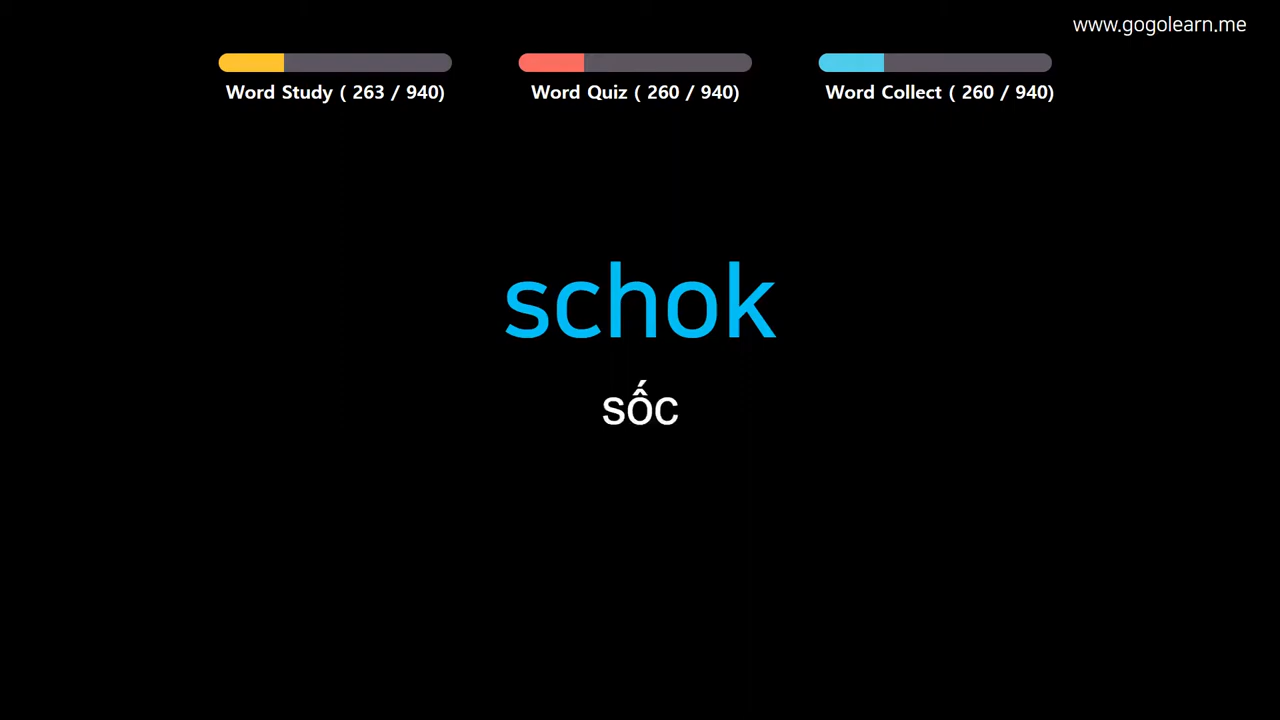 www.gogolearn.me
Word Study ( 263 / 940)
Word Quiz ( 260 / 940)
Word Collect ( 260 / 940)
schok
sốc